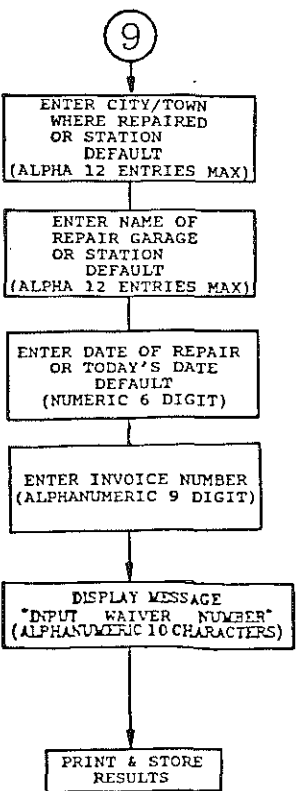 9
ENTER CITY/TOWN
WHERE REPAIRED
OR STATION
DEFAULT
(ALPHA 12 ENTRIES MAX)
ENTER NAME OF
REPAIR GARAGE
OR STATION
DEFAULT
(ALPHA 12 ENTRIES MAX)
ENTER DATE OF REPAIR
OR TODAY'S DATE
DEFAULT
(NUMERIC 6 DIGIT)
ENTER INVOICE NUMBER
(ALPHANUMERIC 9 DIGIT)
DISPLAY MESSAGE
"INPUT WAIVER NUMBER"
(ALPHANUMERIC 10 CHARACTERS)
PRINT & STORE
RESULTS